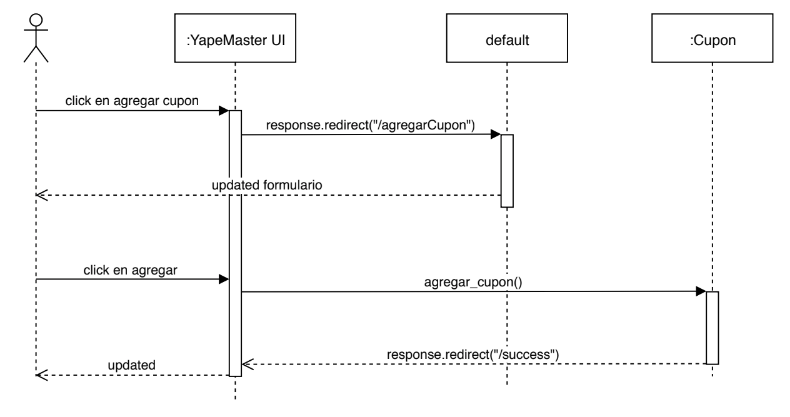 :YapeMaster UI
default
:Cupon
click en agregar cupon
response.redirect("/agregarCupon")
updated formulario
click en agregar
agregar_cupon()
response.redirect("/success")
updated